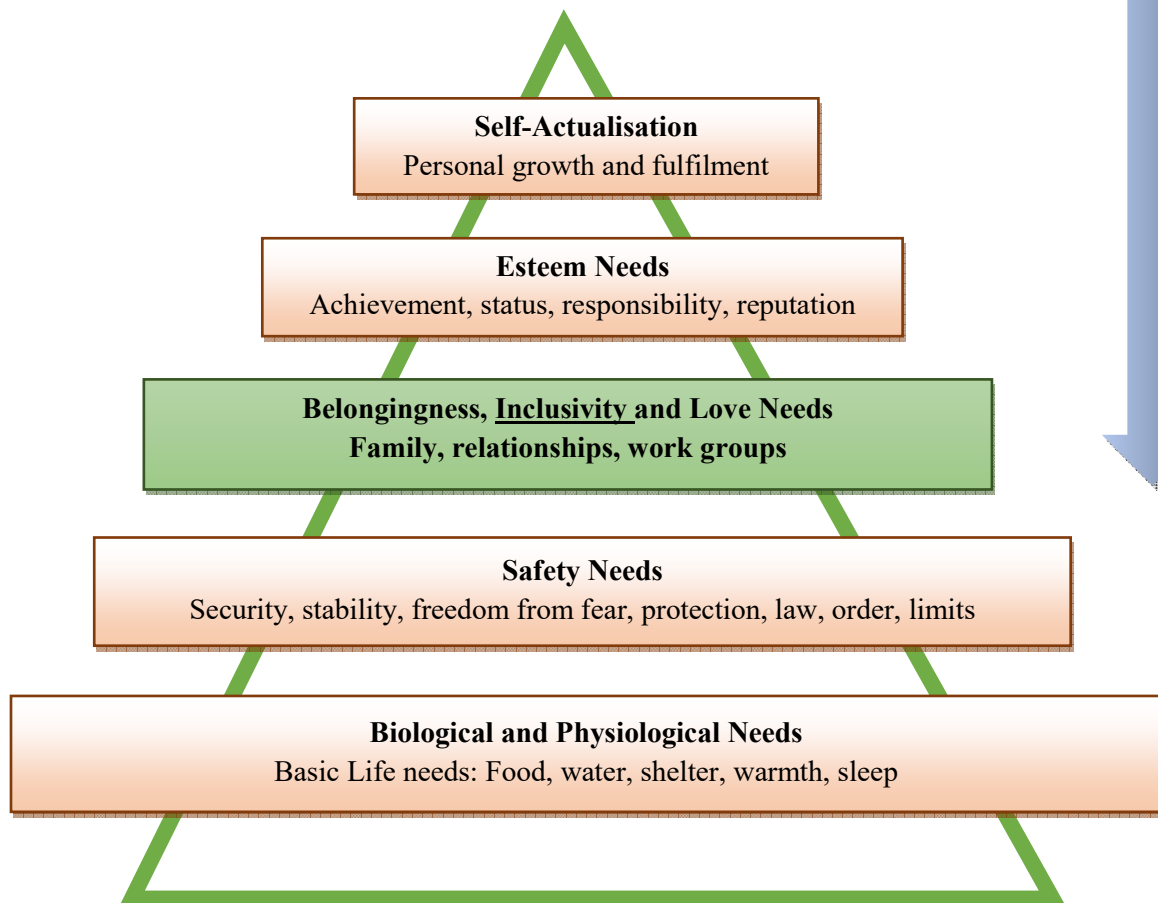 Self-Actualisation
Personal growth and fulfilment
Esteem Needs
Achievement, status, responsibility, reputation
Belongingness, Inclusivity and Love Needs
Family, relationships, work groups
Safety Needs
Security, stability, freedom from fear, protection, law, order, limits
Biological and Physiological Needs
Basic Life needs: Food, water, shelter, warmth, sleep